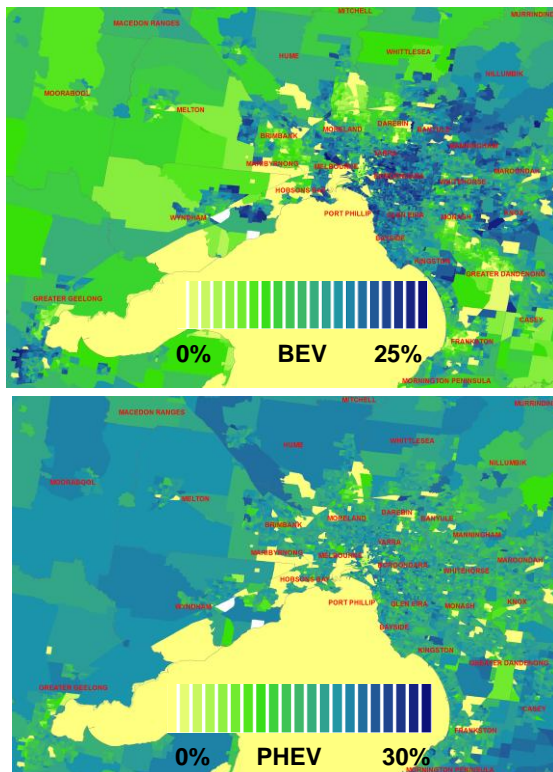 MITCHELL
MURRINDINDI
MACEDON RANGES
WHITTLESEA
HUME
NILLUMBIK
MOORABOOL
MELTON
DAREBIN
BANYULE
BRIMBANK
MORELAND
MANNINGHAM
YARRA
MARIBYRNONG
MELBOURNE
MAROONDAH
BOROONDARA
WHITEHORSE
HOBSONS BAY
WYNDHAM
PORT PHILLIP
GLEN EIRA
MONASH
KNOX
BAYSIDE
KINGSTON
GREATER DANDENONG
GREATER GEELONG
CASEY
FRANKSTON
0% BEV 25%
MORNINGTON PENINSULA
MITCHELL
MURRINDI
MACEDON RANGES
HUME
WHITTLESEA
NILLUMBIK
MOORABOOL
MELTON
DAREBIN
BRIMBANK
MORELAND
BANYULE
MANNINGHAM
YARRA
MARIBYRNONG
MELBOURNE
MAROONDAH
BOROONDARA
WHITEHORSE
HOBSONS BAY
WYNDHAM
PORT PHILLIP
GLEN EIRA
MONASH
KNOX
BAYSIDE
KINGSTON
GREATER DANDENONG
GREATER GEELONG
CASEY
FRANKSTON
0% PHEV 30%
MORNINGTON PENINSULA